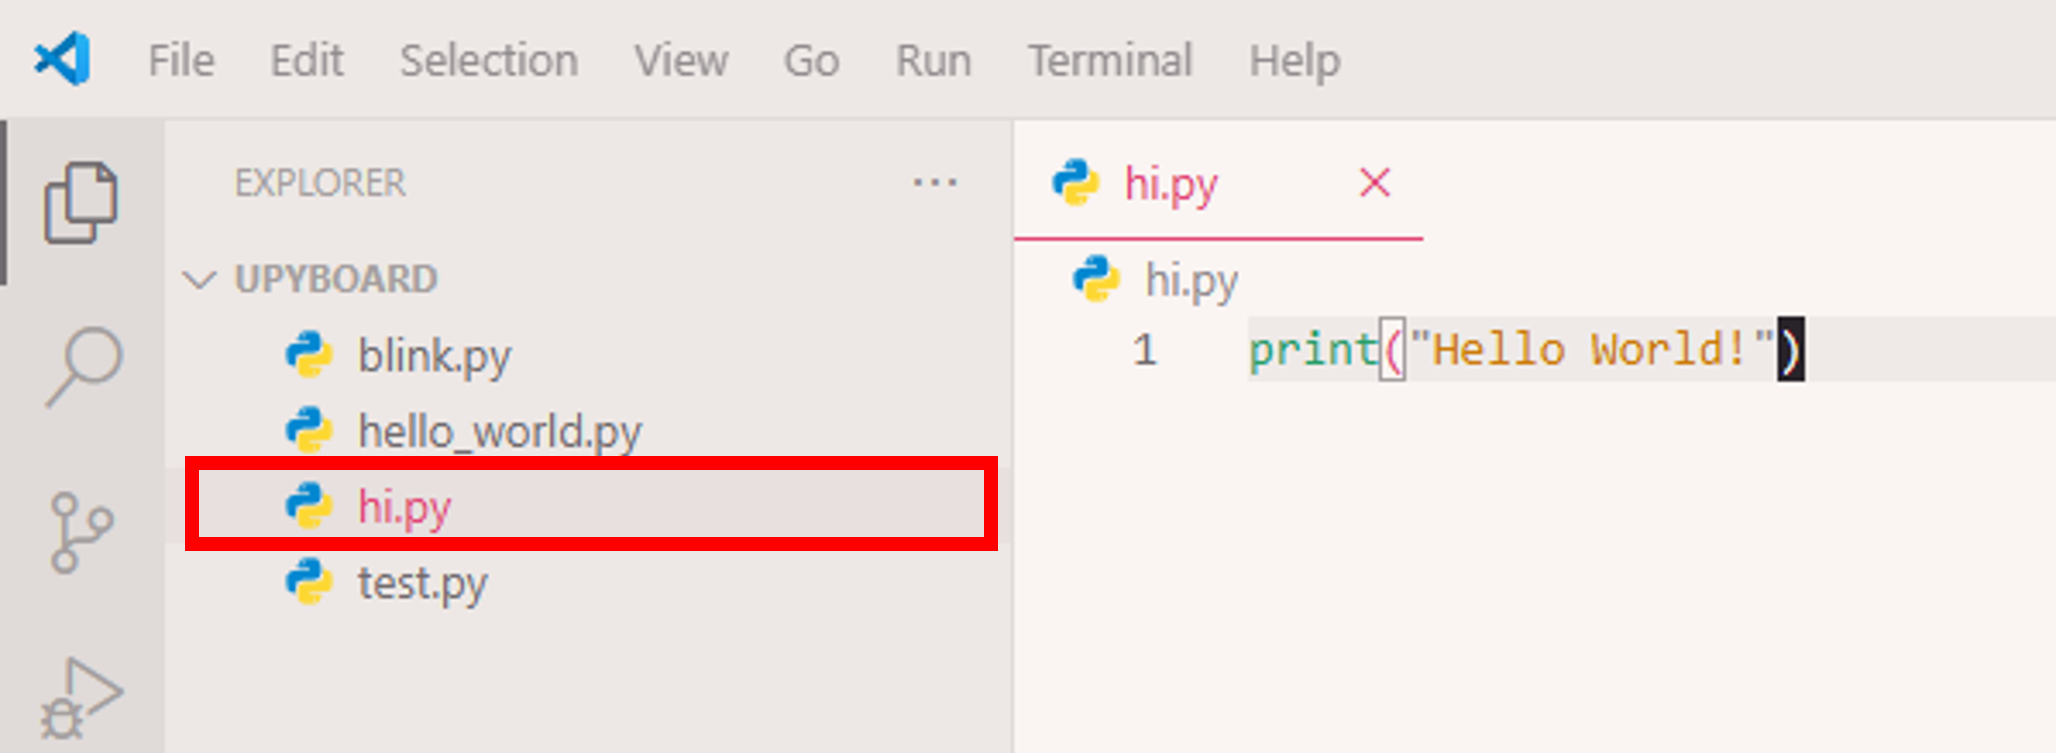 File Edit Selection View Go Run Terminal Help
EXPLORER ...
UPYBOARD
blink.py
hello_world.py
hi.py
test.py
hi.py
hi.py
1 print("Hello World!")